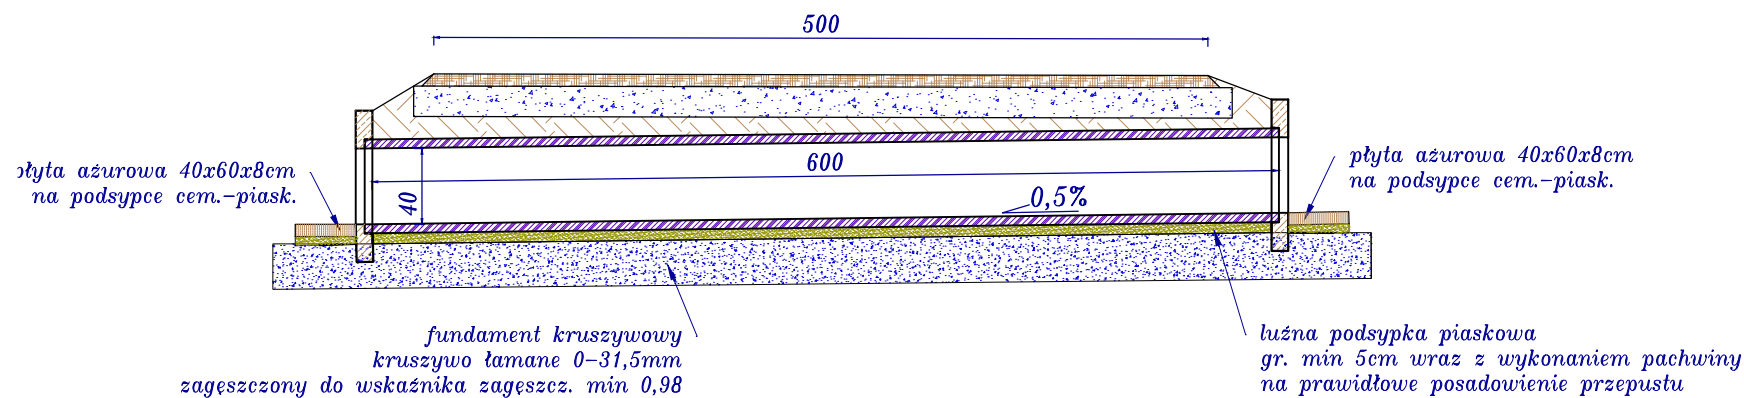 500
płyta ażurowa 40x60x8cm
na podsypce cem.-piask.
600
40
0,5%
płyta ażurowa 40x60x8cm
na podsypce cem.-piask.
fundament kruszywowy
kruszywo łamane 0-31,5mm
zagęszczony do wskaźnika zagęszcz. min 0,98
luźna podsypka piaskowa
gr. min 5cm wraz z wykonaniem pachwiny
na prawidłowe posadowienie przepustu